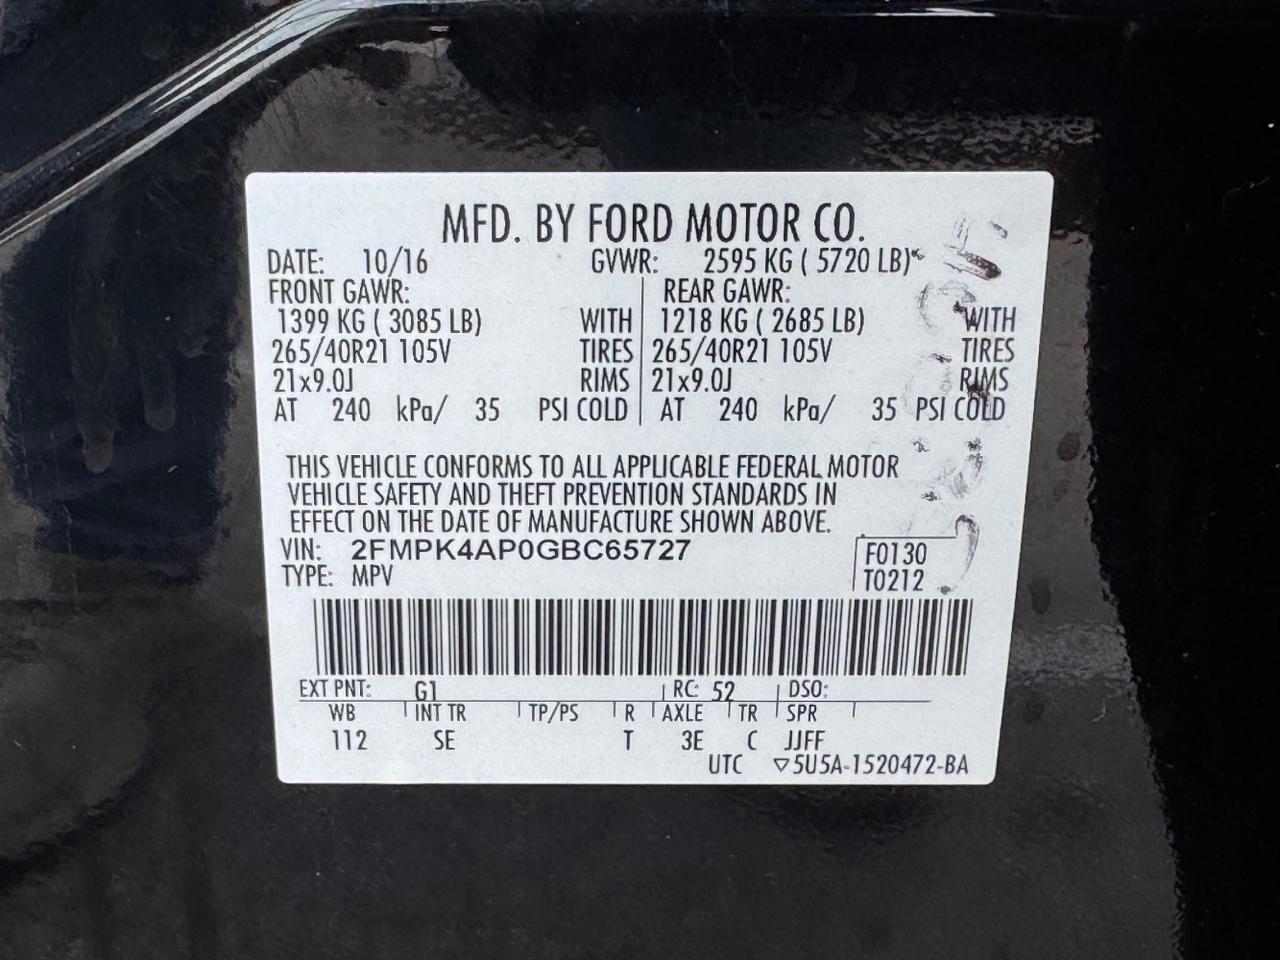 MFD. BY FORD MOTOR CO.
DATE: 10/16 GVWR: 2595 KG ( 5720 LB)
FRONT GAWR: REAR GAWR:
1399 KG ( 3085 LB) WITH 1218 KG ( 2685 LB) WITH
265/40R21 105V TIRES 265/40R21 105V TIRES
21x9.0J RIMS 21x9.0J RIMS
AT 240 kPa/ 35 PSI COLD AT 240 kPa/ 35 PSI COLD
THIS VEHICLE CONFORMS TO ALL APPLICABLE FEDERAL MOTOR
VEHICLE SAFETY AND THEFT PREVENTION STANDARDS IN
EFFECT ON THE DATE OF MANUFACTURE SHOWN ABOVE.
VIN: 2FMPK4AP0GBC65727 F0130
TYPE: MPV T0212
EXT PNT: G1 RC: 52 DSO:
WB INT TR TP/PS R AXLE TR SPR
112 SE T 3E C JJFF
UTC ▽5U5A-1520472-BA